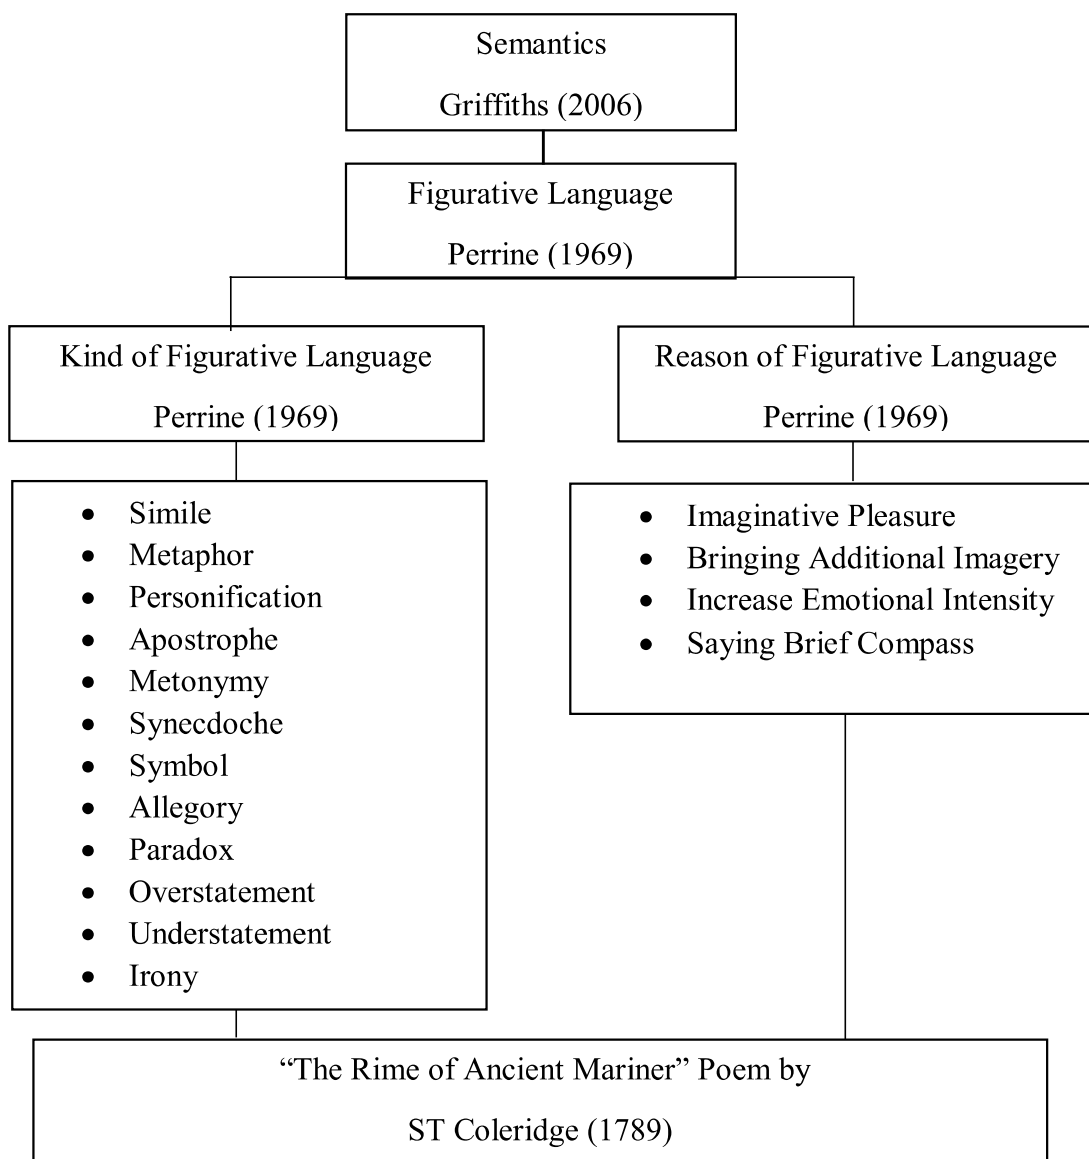 Semantics
Griffiths (2006)
Figurative Language
Perrine (1969)
Kind of Figurative Language
Perrine (1969)
Reason of Figurative Language
Perrine (1969)
• Simile
• Metaphor
• Personification
• Apostrophe
• Metonymy
• Synecdoche
• Symbol
• Allegory
• Paradox
• Overstatement
• Understatement
• Irony
• Imaginative Pleasure
• Bringing Additional Imagery
• Increase Emotional Intensity
• Saying Brief Compass
“The Rime of Ancient Mariner” Poem by
ST Coleridge (1789)